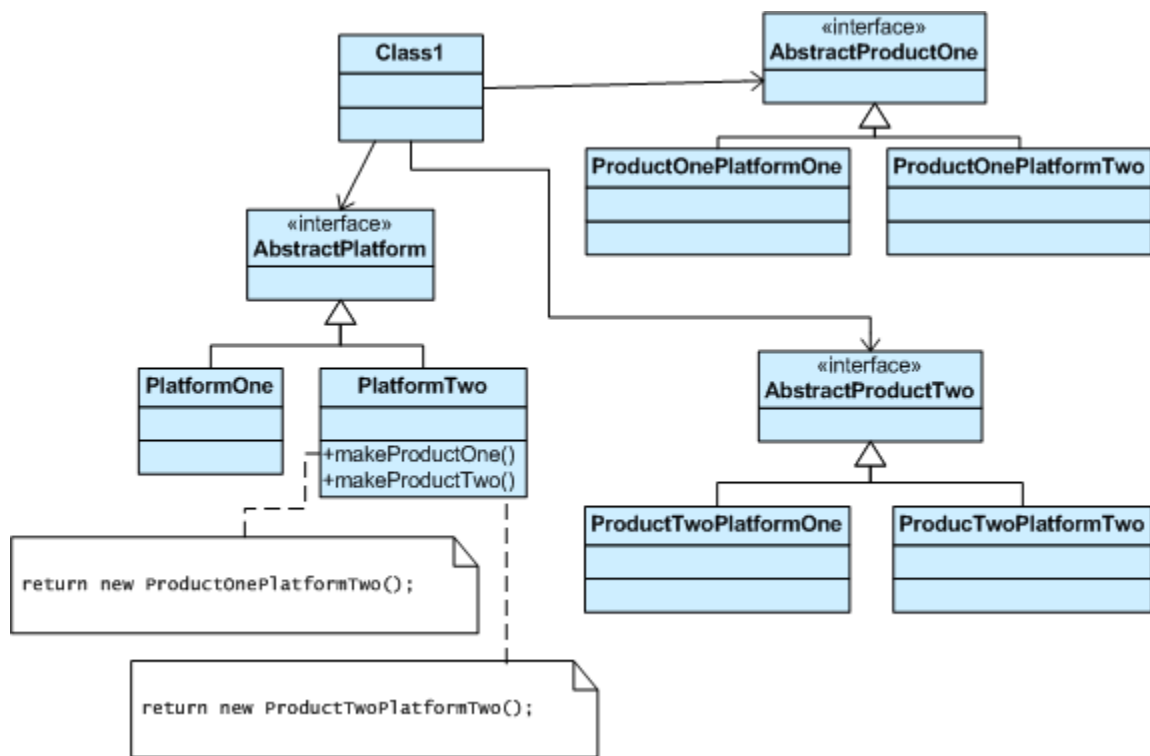 Class1
«interface»
AbstractProductOne
ProductOnePlatformOne
ProductOnePlatformTwo
«interface»
AbstractPlatform
PlatformOne
PlatformTwo
+makeProductOne()
+makeProductTwo()
«interface»
AbstractProductTwo
ProductTwoPlatformOne
ProducTwoPlatformTwo
return new ProductOnePlatformTwo();
return new ProductTwoPlatformTwo();